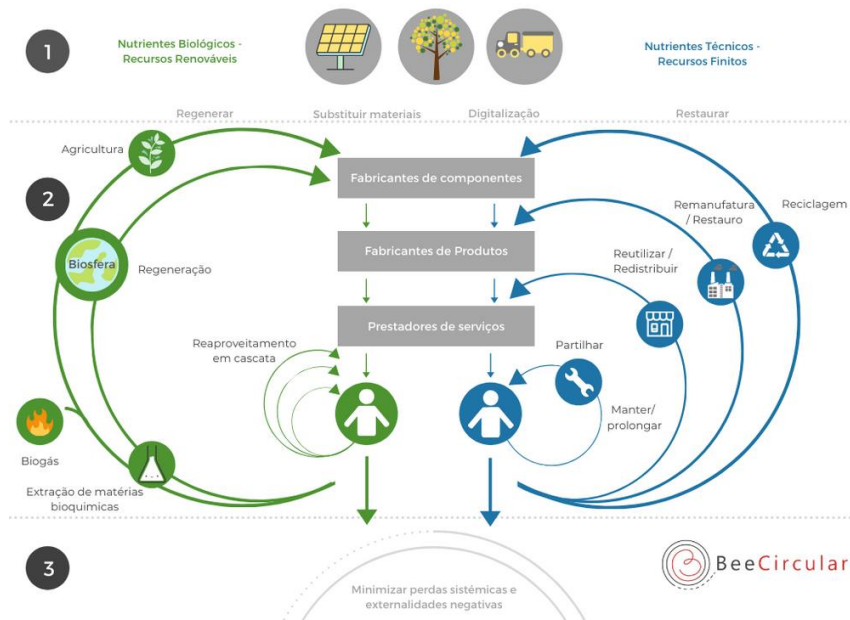 1
Nutrientes Biológicos -
Recursos Renováveis
Nutrientes Técnicos -
Recursos Finitos
Regenerar
Substituir materiais
Digitalização
Restaurar
2
Agricultura
Biosfera
Regeneração
Biogás
Extração de matérias
bioquimicas
Reaproveitamento
em cascata
Fabricantes de componentes
Fabricantes de Produtos
Prestadores de serviços
Partilhar
Manter/
prolongar
Reutilizar /
Redistribuir
Remanufatura
/ Restauro
Reciclagem
3
Minimizar perdas sistémicas e
externalidades negativas
BeeCircular